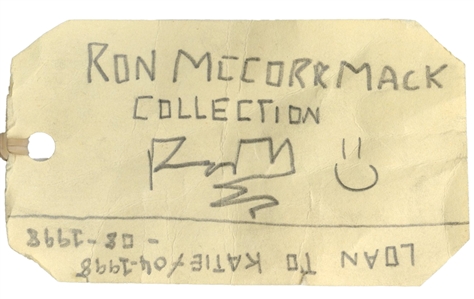 RON MCCORRMACK
COLLECTION
LOAN TO KATIE/04-1998
- 08-1998